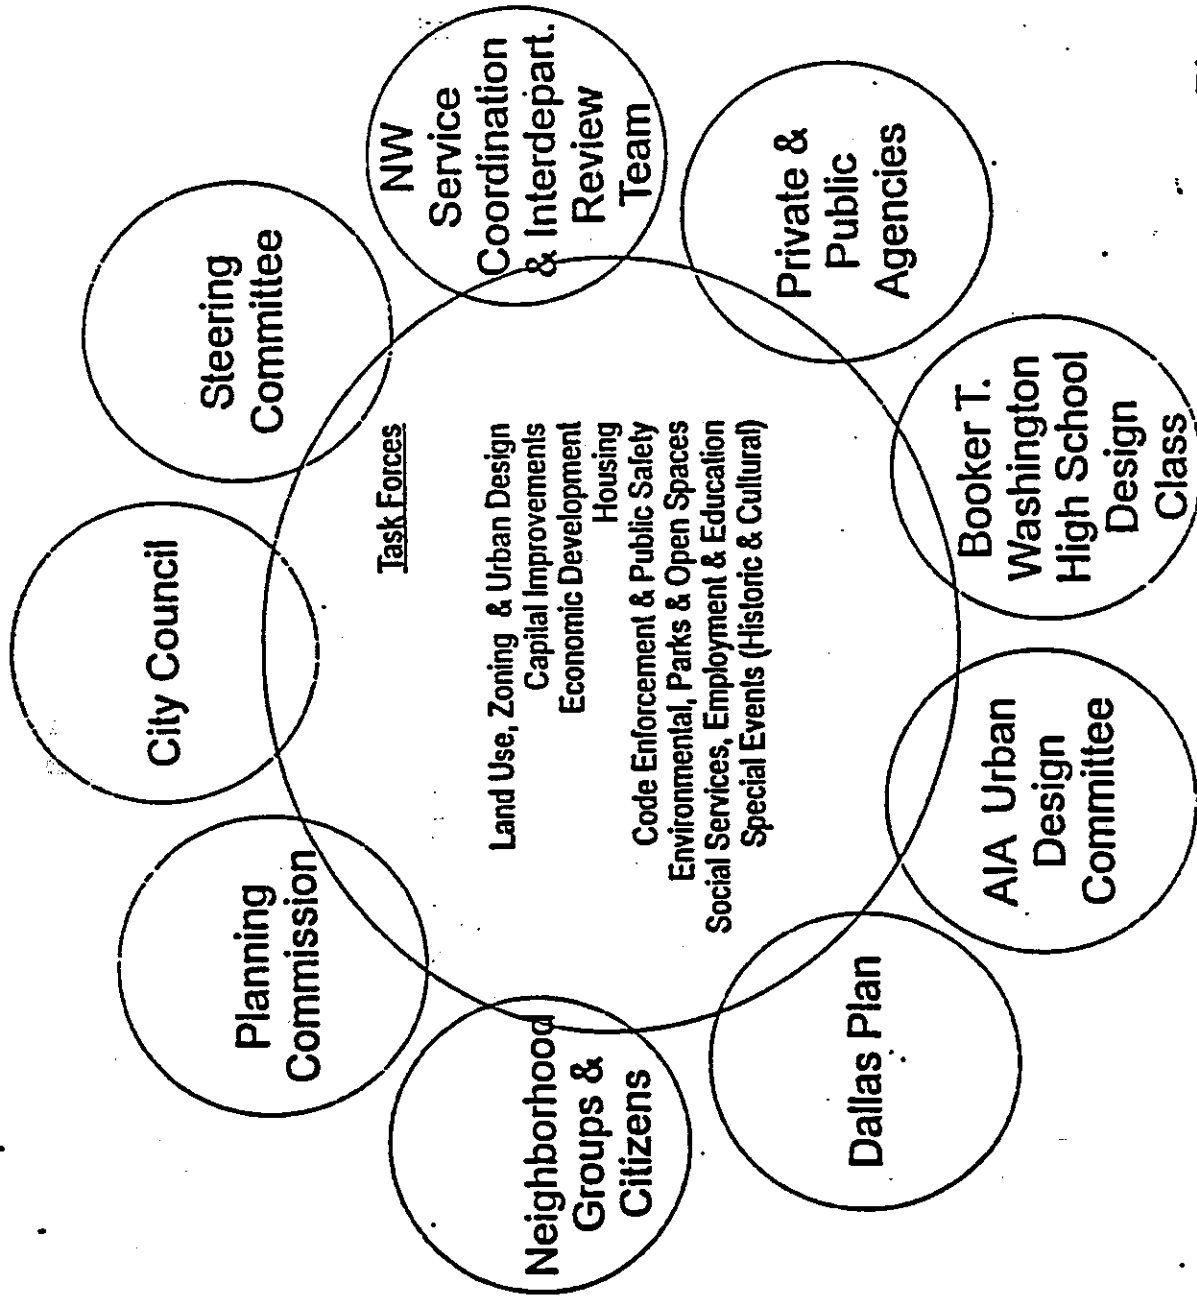 City Council
Planning
Commission
Steering
Committee
Neighborhood
Groups &
Citizens
NW
Service
Coordination
& Interdepart.
Review
Team
Task Forces
Land Use, Zoning & Urban Design
Capital Improvements
Economic Development
Housing
Code Enforcement & Public Safety
Environmental, Parks & Open Spaces
Social Services, Employment & Education
Special Events (Historic & Cultural)
Dallas Plan
Private &
Public
Agencies
AIA Urban
Design
Committee
Booker T.
Washington
High School
Design
Class